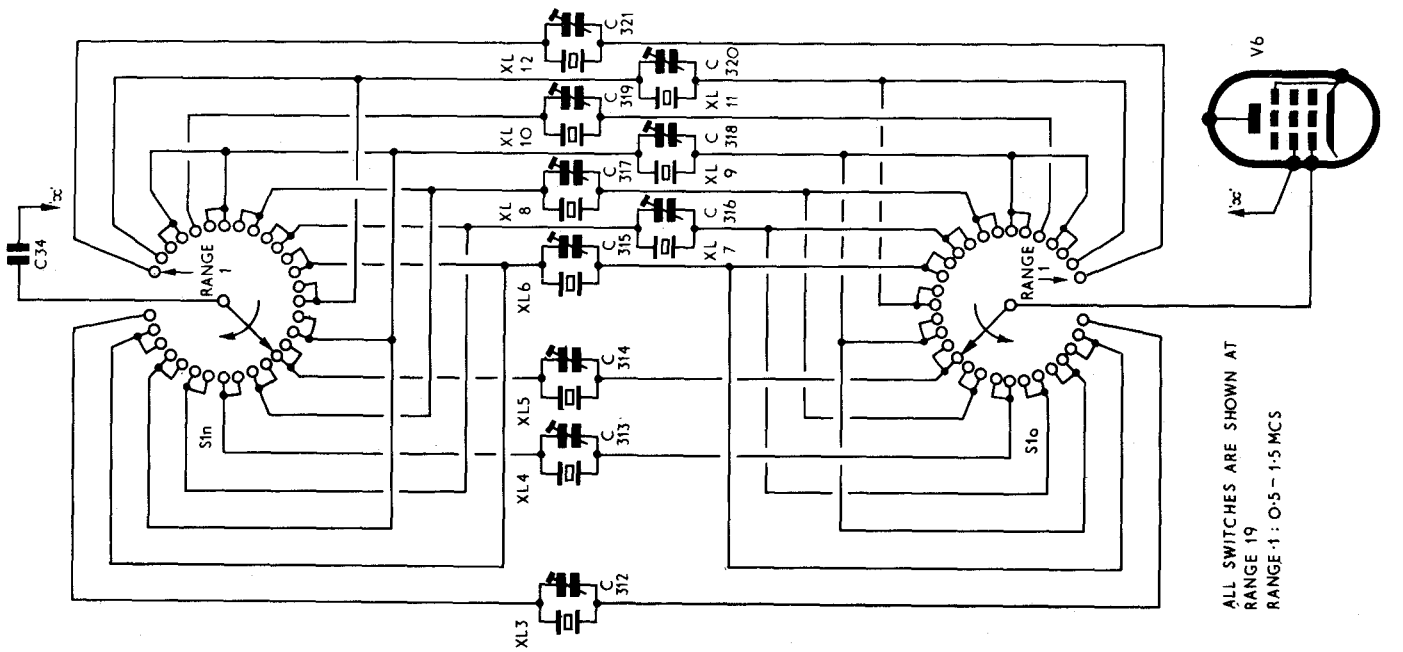 C
321
XL
12
C
320
XL
11
C
319
XL
10
C
318
XL
9
C
317
XL
8
C
316
XL
7
C
315
XL6
C
314
XL5
C
313
XL4
C
312
XL3
C34
'x'
RANGE
1
S1n
RANGE
1
S1o
'x'
V6
ALL SWITCHES ARE SHOWN AT
RANGE 19
RANGE·1 : 0·5 – 1·5 MCS